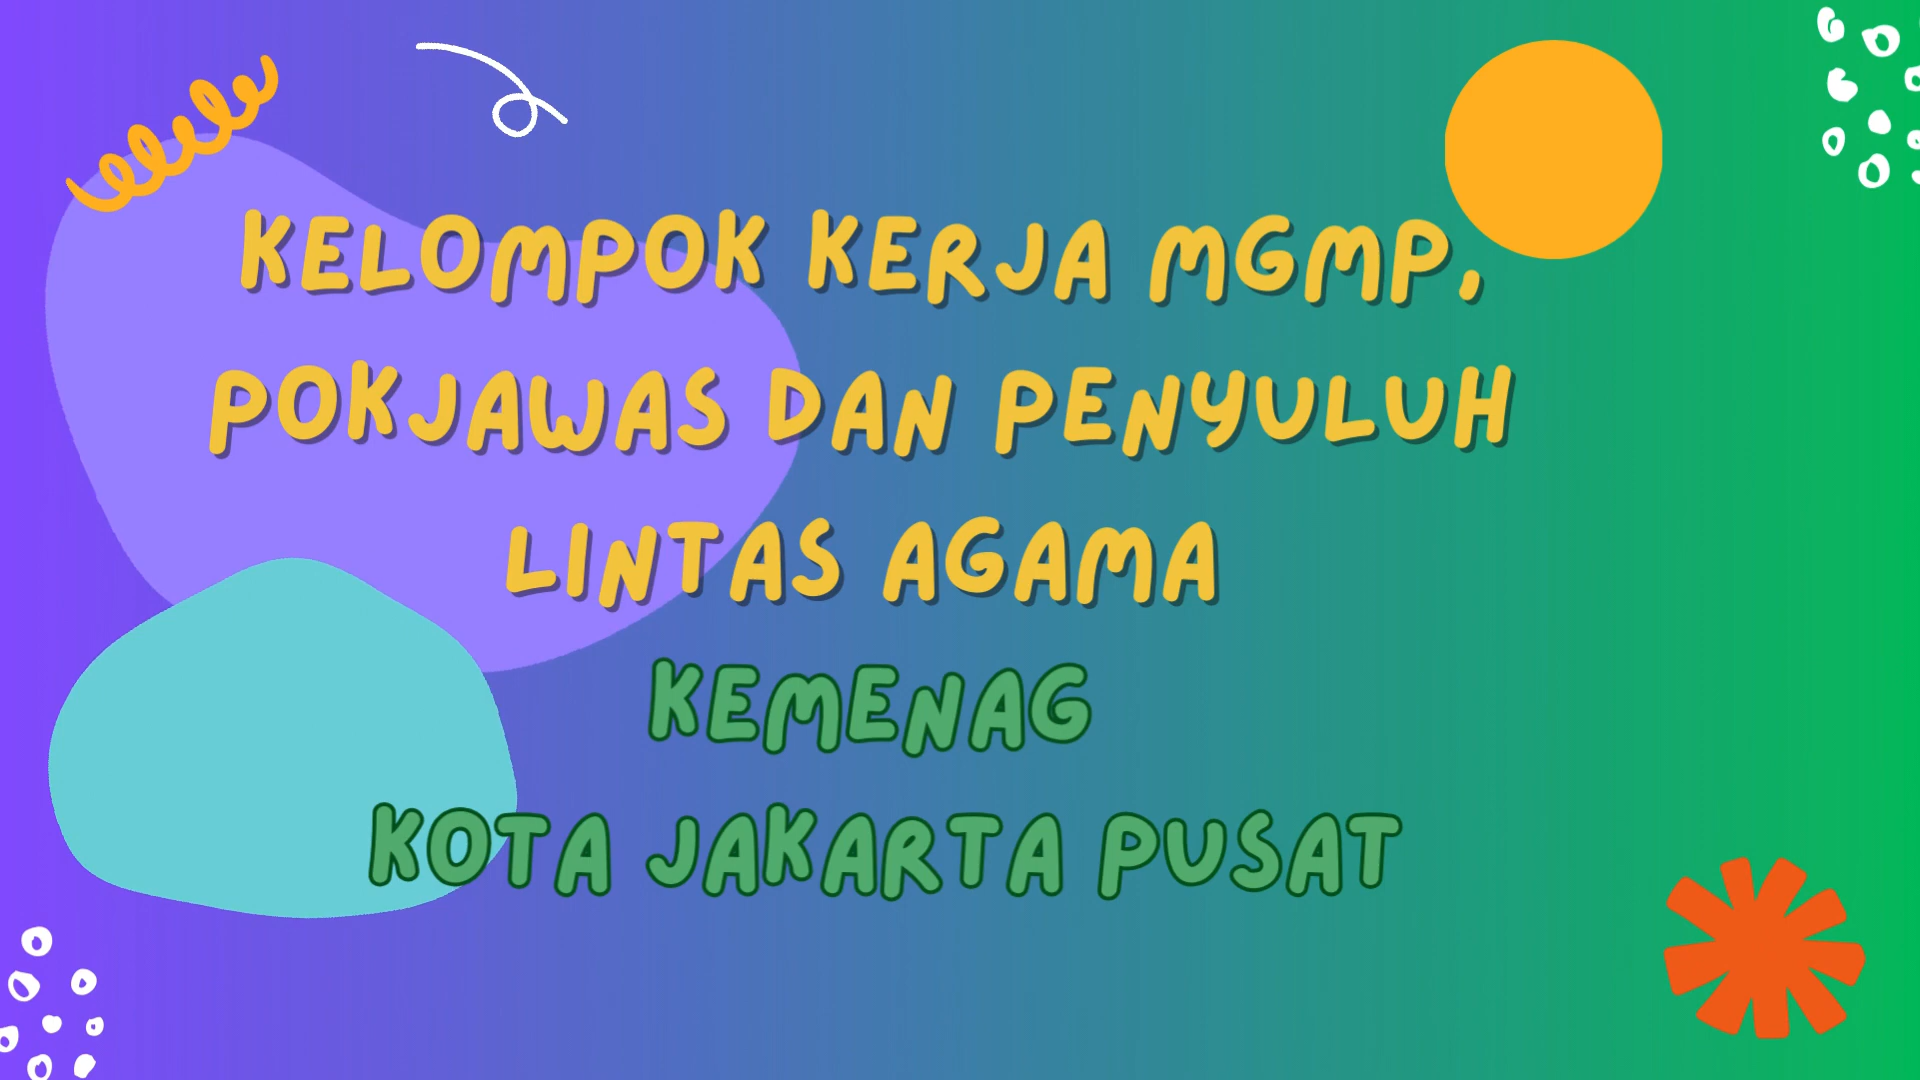 KELOMPOK KERJA MGMP,
POKJAWAS DAN PENYULUH
LINTAS AGAMA
KEMENAG
KOTA JAKARTA PUSAT